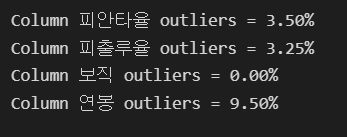 Column 피안타율 outliers = 3.50%
Column 피출루율 outliers = 3.25%
Column 보직 outliers = 0.00%
Column 연봉 outliers = 9.50%